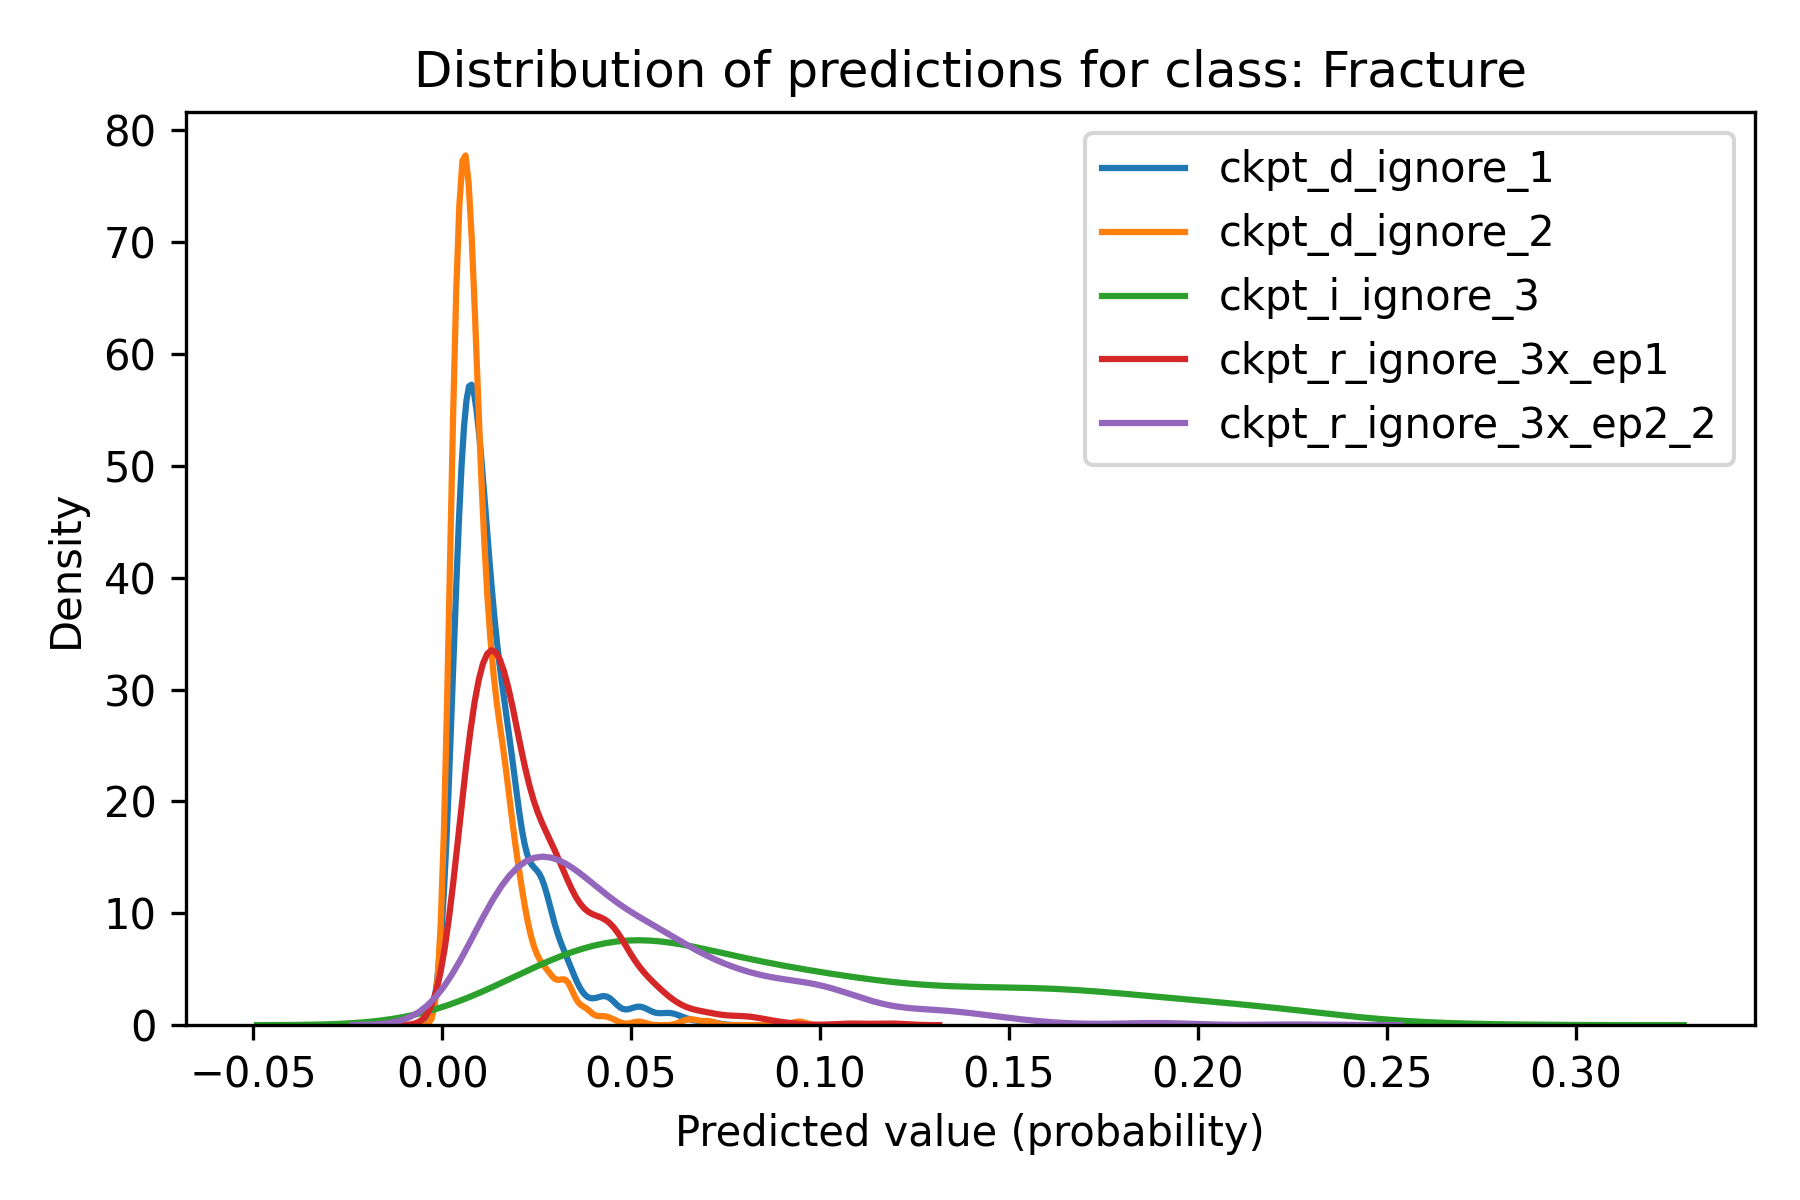 Distribution of predictions for class: Fracture
80
70
60
50
40
30
20
10
0
Density
ckpt_d_ignore_1
ckpt_d_ignore_2
ckpt_i_ignore_3
ckpt_r_ignore_3x_ep1
ckpt_r_ignore_3x_ep2_2
−0.05 0.00 0.05 0.10 0.15 0.20 0.25 0.30
Predicted value (probability)